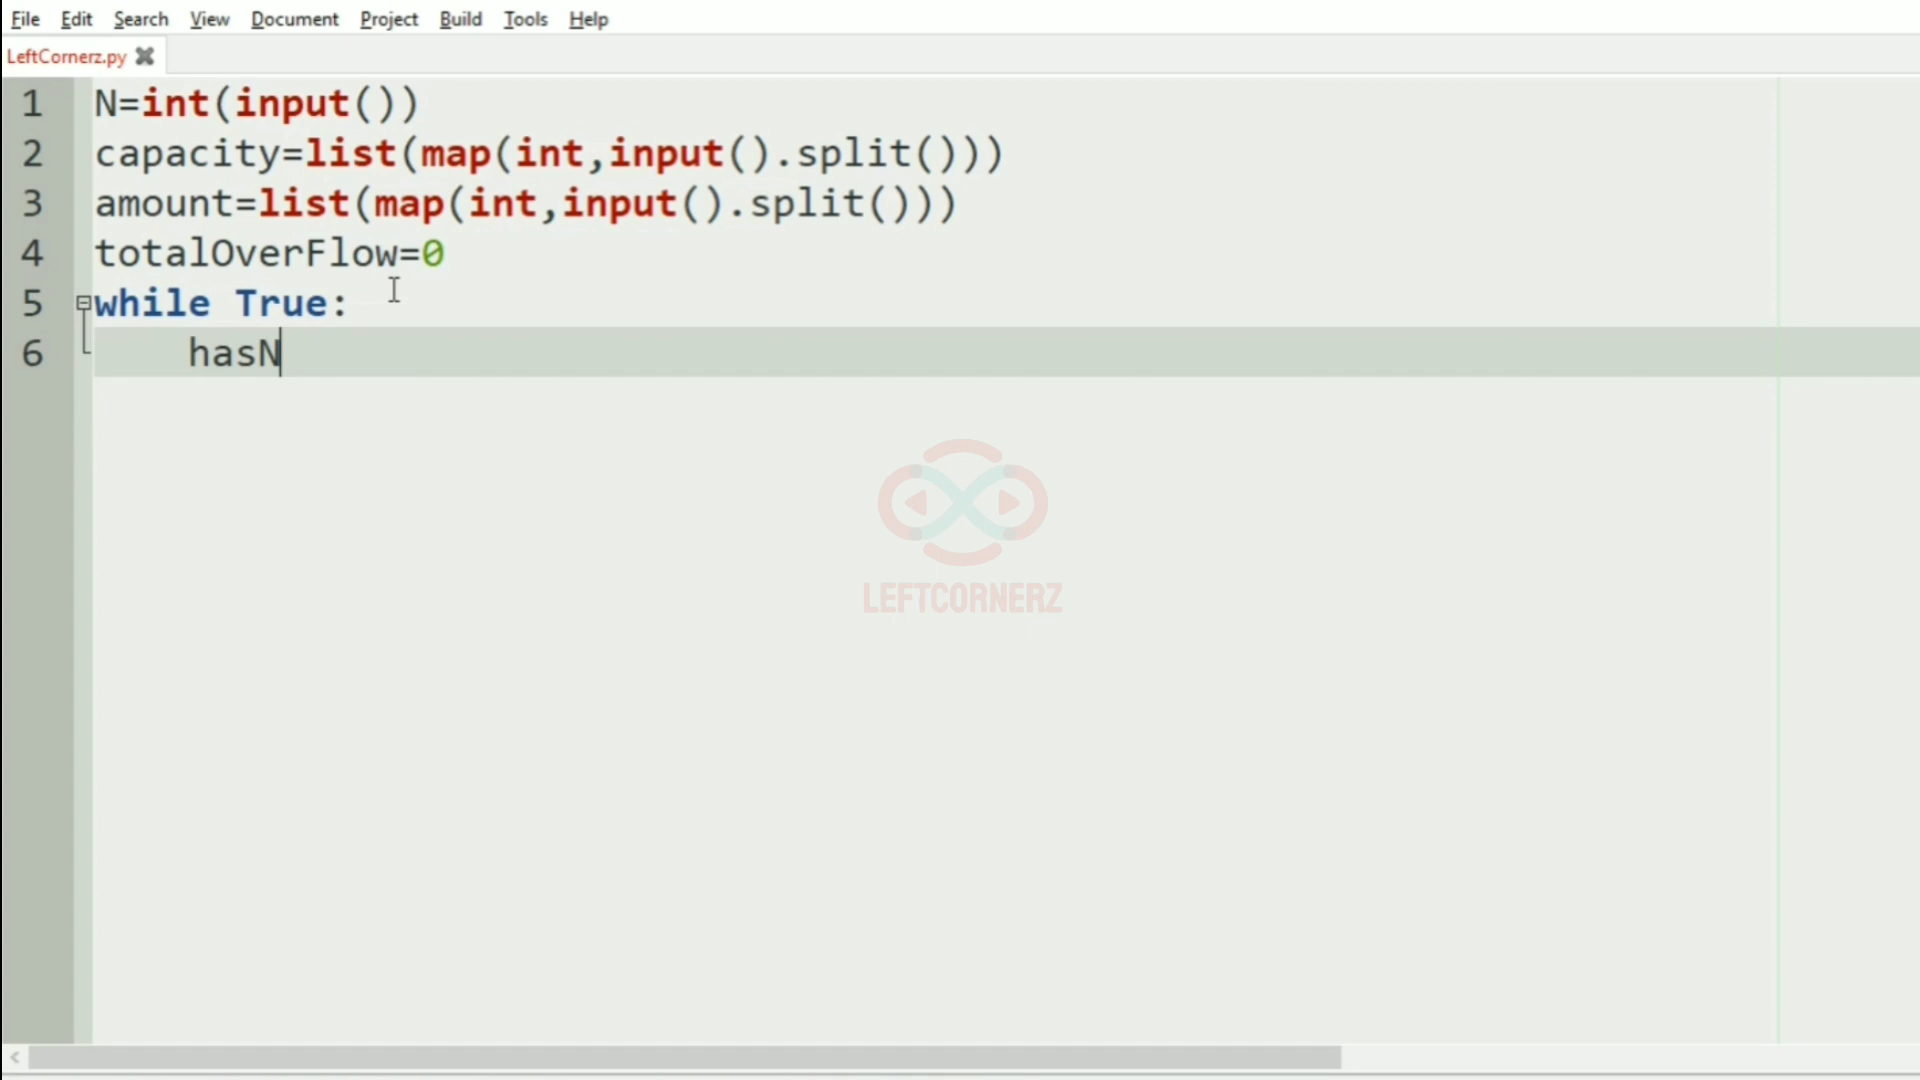 File Edit Search View Document Project Build Tools Help
LeftCornerz.py
1 N=int(input())
2 capacity=list(map(int,input().split()))
3 amount=list(map(int,input().split()))
4 totalOverFlow=0
5 while True:
6 hasN
LEFTCORNERZ